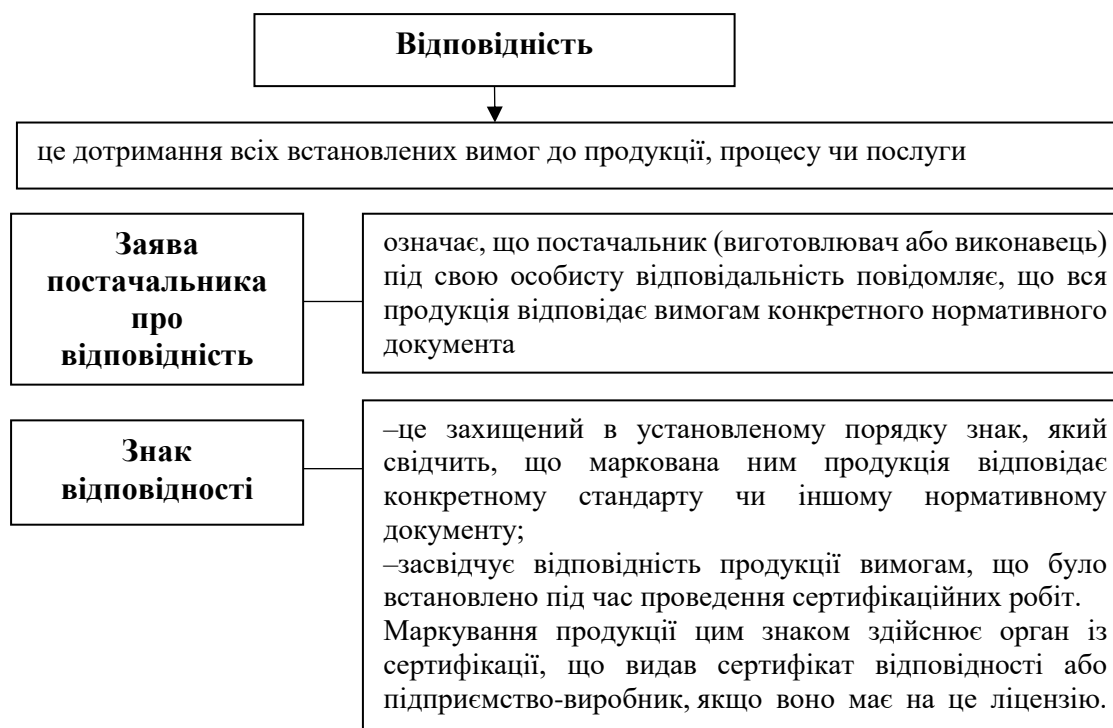 Відповідність
це дотримання всіх встановлених вимог до продукції, процесу чи послуги
Заява
постачальника
про
відповідність
означає, що постачальник (виготовлювач або виконавець)
під свою особисту відповідальність повідомляє, що вся
продукція відповідає вимогам конкретного нормативного
документа
Знак
відповідності
–це захищений в установленому порядку знак, який
свідчить, що маркована ним продукція відповідає
конкретному стандарту чи іншому нормативному
документу;
–засвідчує відповідність продукції вимогам, що було
встановлено під час проведення сертифікаційних робіт.
Маркування продукції цим знаком здійснює орган із
сертифікації, що видав сертифікат відповідності або
підприємство-виробник, якщо воно має на це ліцензію.